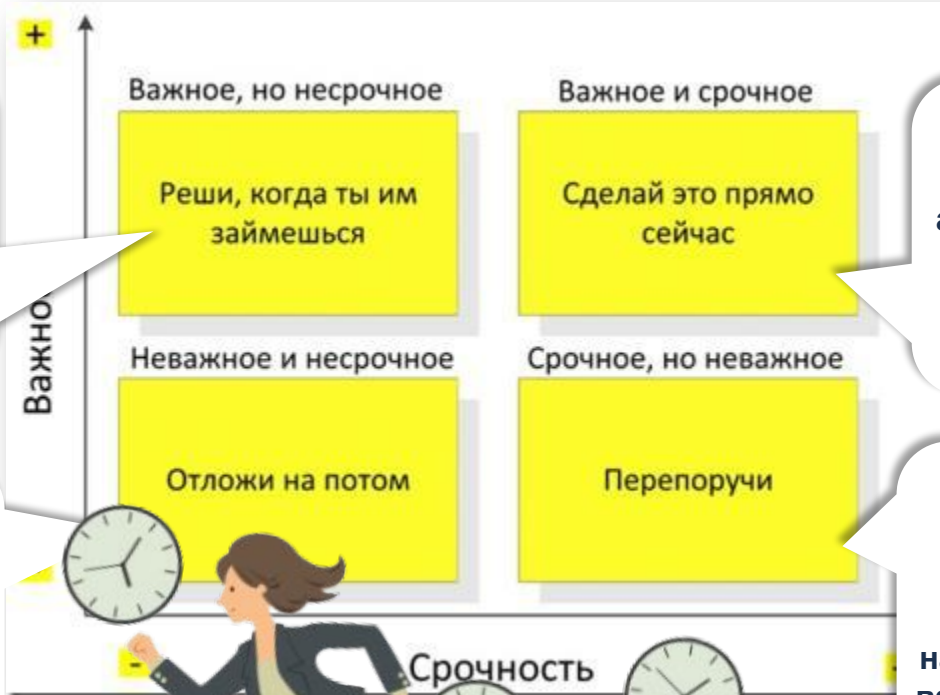 +
Важное, но несрочное
Важное и срочное
Реши, когда ты им
займешься
Сделай это прямо
сейчас
Неважное и несрочное
Срочное, но неважное
Отложи на потом
Перепоручи
-
Срочность